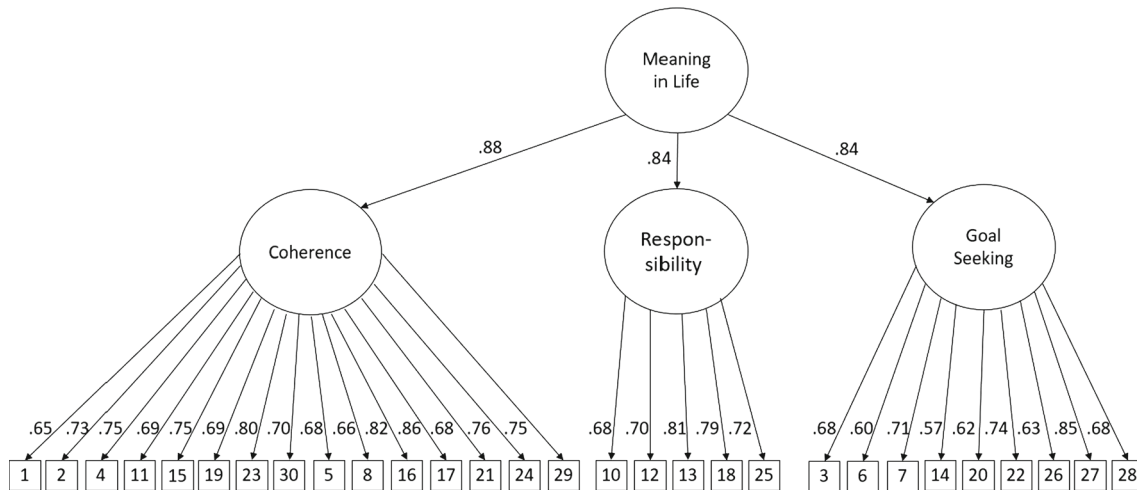 Meaning
in Life
.88
.84
.84
Coherence
Respon-
sibility
Goal
Seeking
.65 .73 .75 .69 .75 .69 .80 .70 .68 .66 .82 .86 .68 .76 .75
.68 .70 .81 .79 .72
.68 .60 .71 .57 .62 .74 .63 .85 .68
1 2 4 11 15 19 23 30 5 8 16 17 21 24 29
10 12 13 18 25
3 6 7 14 20 22 26 27 28